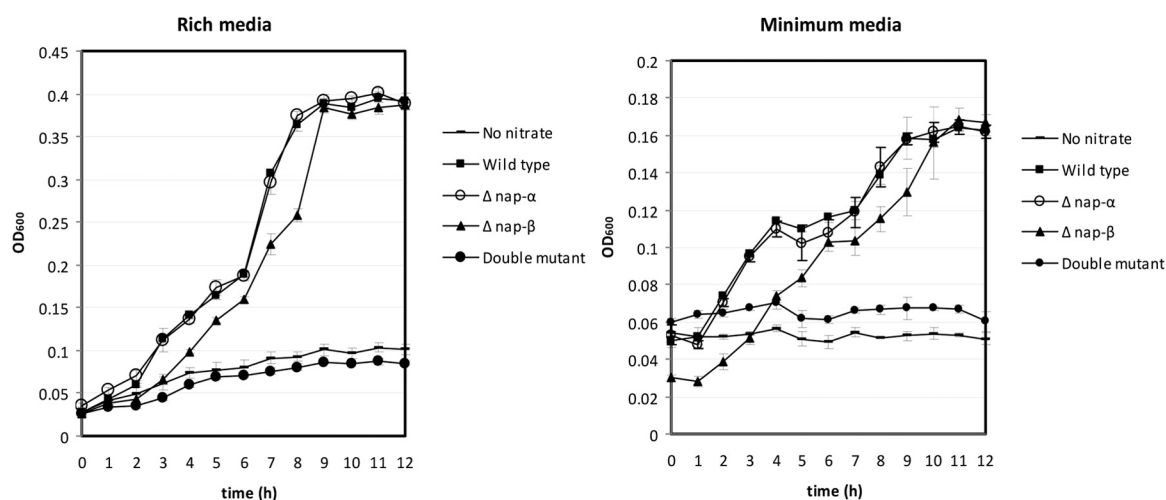 Rich media
0.45
0.4
0.35
0.3
0.25
0.2
0.15
0.1
0.05
0
OD600
0 1 2 3 4 5 6 7 8 9 10 11 12
time (h)
No nitrate
Wild type
Δ nap-α
Δ nap-β
Double mutant
Minimum media
0.2
0.18
0.16
0.14
0.12
0.1
0.08
0.06
0.04
0.02
0
OD600
0 1 2 3 4 5 6 7 8 9 10 11 12
time (h)
No nitrate
Wild type
Δ nap-α
Δ nap-β
Double mutant